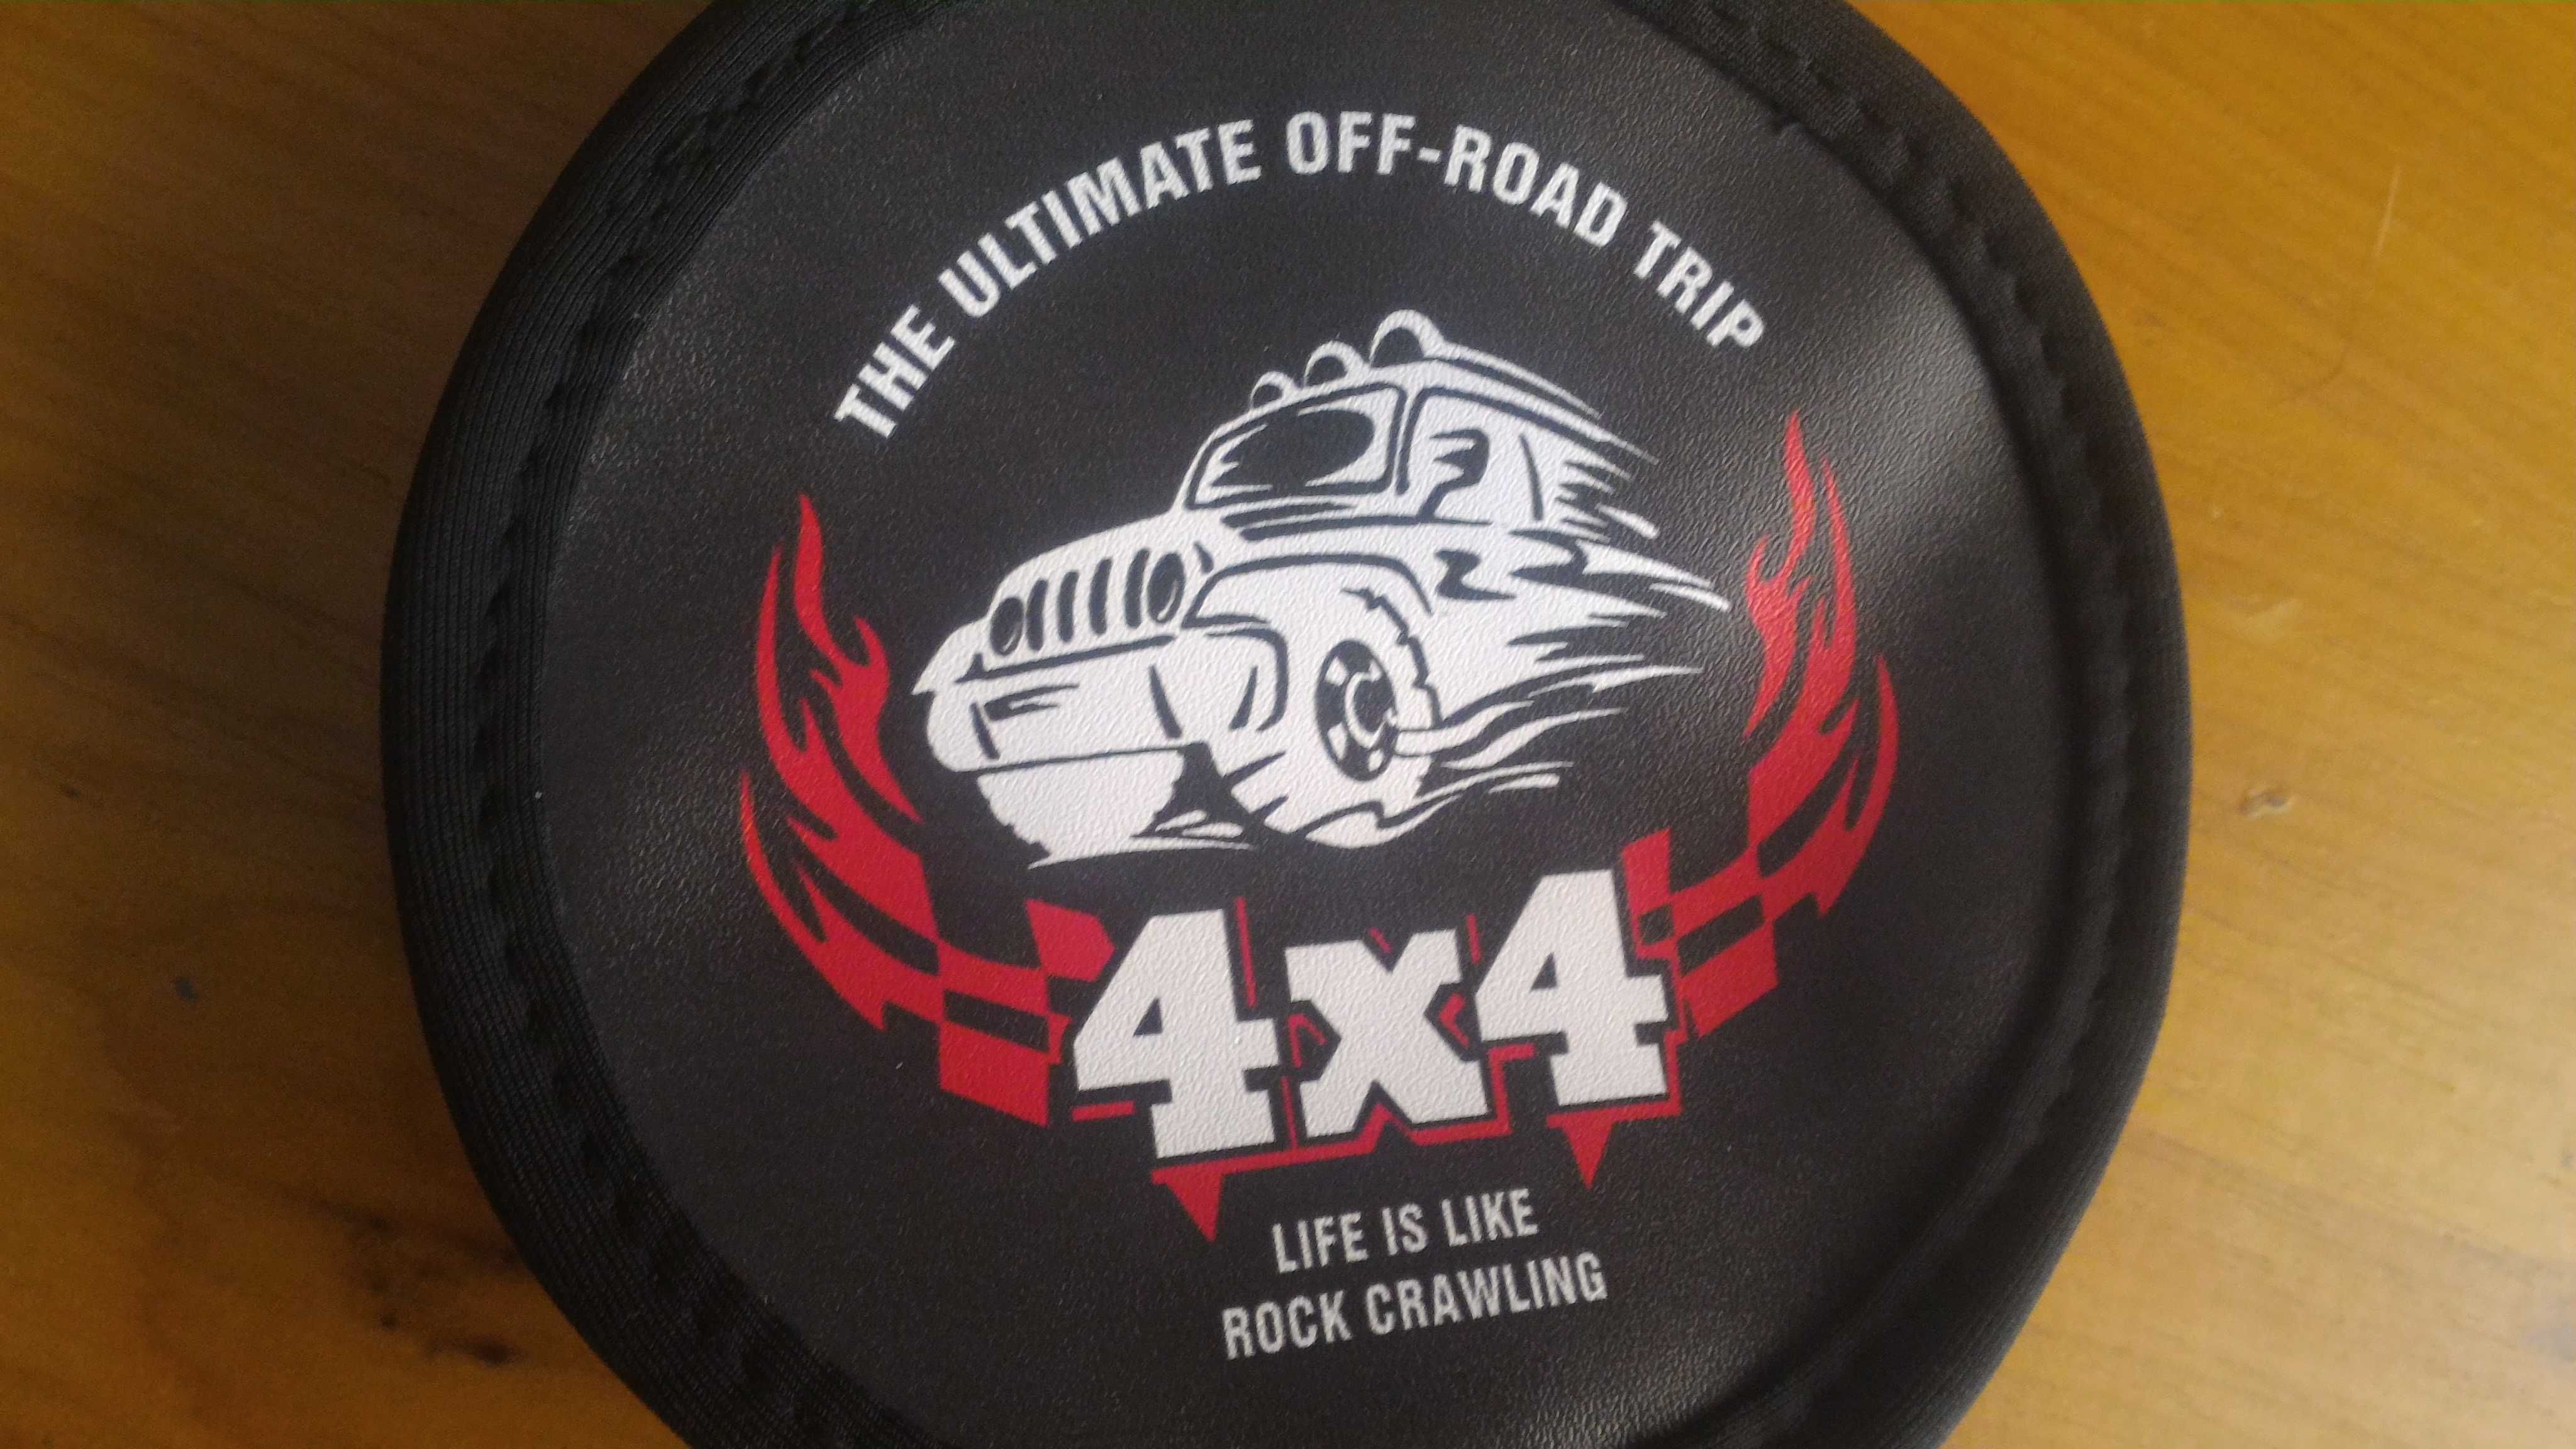 THE ULTIMATE OFF-ROAD TRIP
4x4
LIFE IS LIKE
ROCK CRAWLING